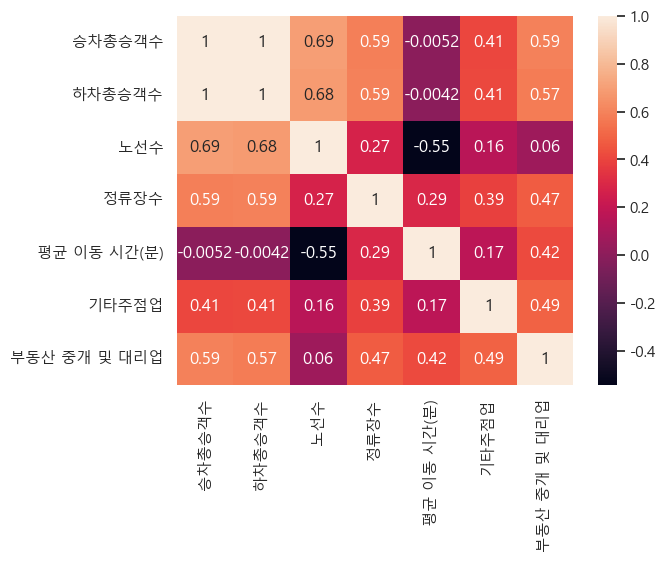 승차총승객수 1 1 0.69 0.59 -0.0052 0.41 0.59
하차총승객수 1 1 0.68 0.59 -0.0042 0.41 0.57
노선수 0.69 0.68 1 0.27 -0.55 0.16 0.06
정류장수 0.59 0.59 0.27 1 0.29 0.39 0.47
평균 이동 시간(분) -0.0052 -0.0042 -0.55 0.29 1 0.17 0.42
기타주점업 0.41 0.41 0.16 0.39 0.17 1 0.49
부동산 중개 및 대리업 0.59 0.57 0.06 0.47 0.42 0.49 1
승차총승객수
하차총승객수
노선수
정류장수
평균 이동 시간(분)
기타주점업
부동산 중개 및 대리업
1.0
0.8
0.6
0.4
0.2
0.0
-0.2
-0.4